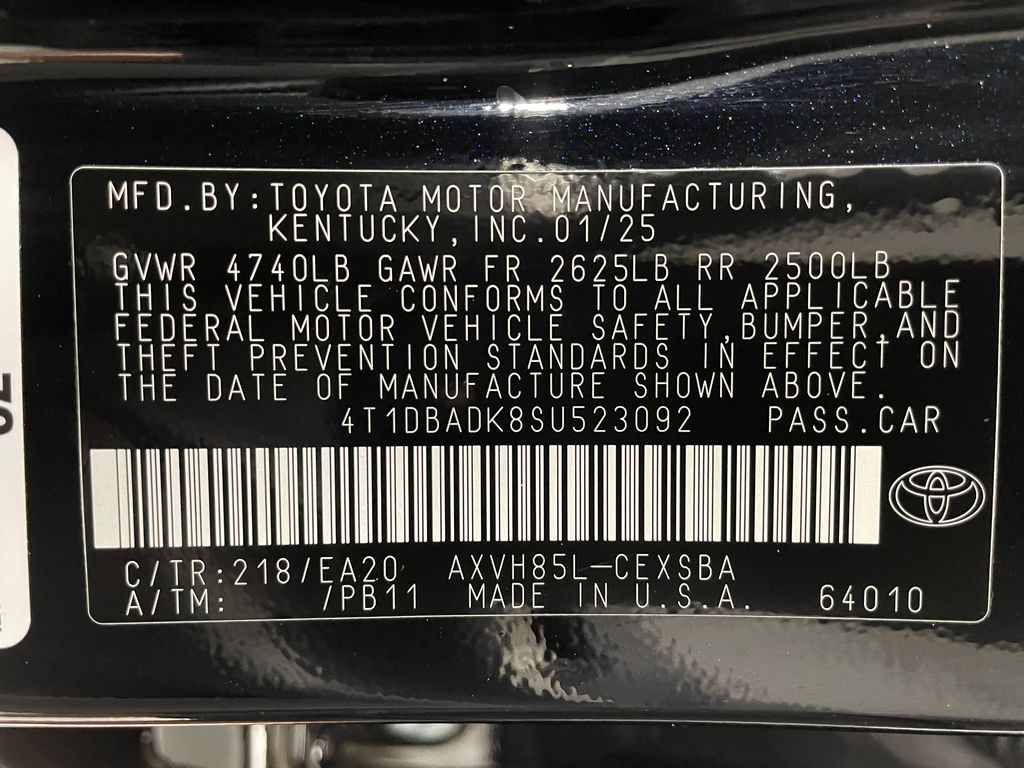 MFD.BY:TOYOTA MOTOR MANUFACTURING,
KENTUCKY,INC.01/25
GVWR 4740LB GAWR FR 2625LB RR 2500LB
THIS VEHICLE CONFORMS TO ALL APPLICABLE
FEDERAL MOTOR VEHICLE SAFETY,BUMPER,AND
THEFT PREVENTION STANDARDS IN EFFECT ON
THE DATE OF MANUFACTURE SHOWN ABOVE.
4T1DBADK8SU523092 PASS.CAR
C/TR:218/EA20 AXVH85L-CEXSBA
A/TM: /PB11 MADE IN U.S.A. 64010